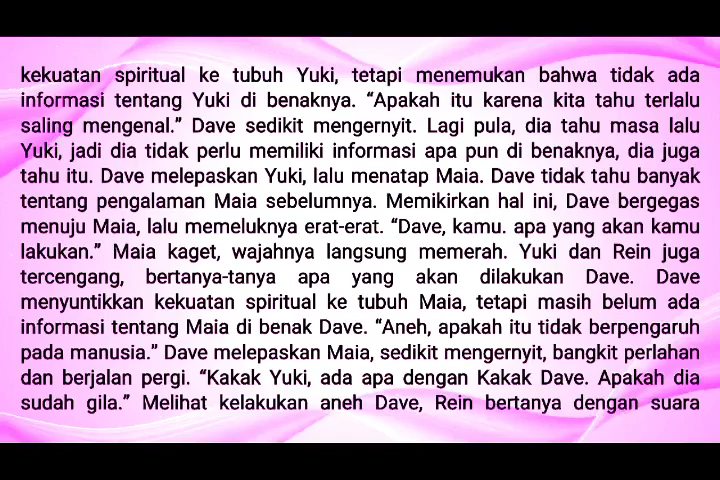 kekuatan spiritual ke tubuh Yuki, tetapi menemukan bahwa tidak ada
informasi tentang Yuki di benaknya. “Apakah itu karena kita tahu terlalu
saling mengenal.” Dave sedikit mengernyit. Lagi pula, dia tahu masa lalu
Yuki, jadi dia tidak perlu memiliki informasi apa pun di benaknya, dia juga
tahu itu. Dave melepaskan Yuki, lalu menatap Maia. Dave tidak tahu banyak
tentang pengalaman Maia sebelumnya. Memikirkan hal ini, Dave bergegas
menuju Maia, lalu memeluknya erat-erat. “Dave, kamu. apa yang akan kamu
lakukan.” Maia kaget, wajahnya langsung memerah. Yuki dan Rein juga
tercengang, bertanya-tanya apa yang akan dilakukan Dave. Dave
menyuntikkan kekuatan spiritual ke tubuh Maia, tetapi masih belum ada
informasi tentang Maia di benak Dave. “Aneh, apakah itu tidak berpengaruh
pada manusia.” Dave melepaskan Maia, sedikit mengernyit, bangkit perlahan
dan berjalan pergi. “Kakak Yuki, ada apa dengan Kakak Dave. Apakah dia
sudah gila.” Melihat kelakukan aneh Dave, Rein bertanya dengan suara